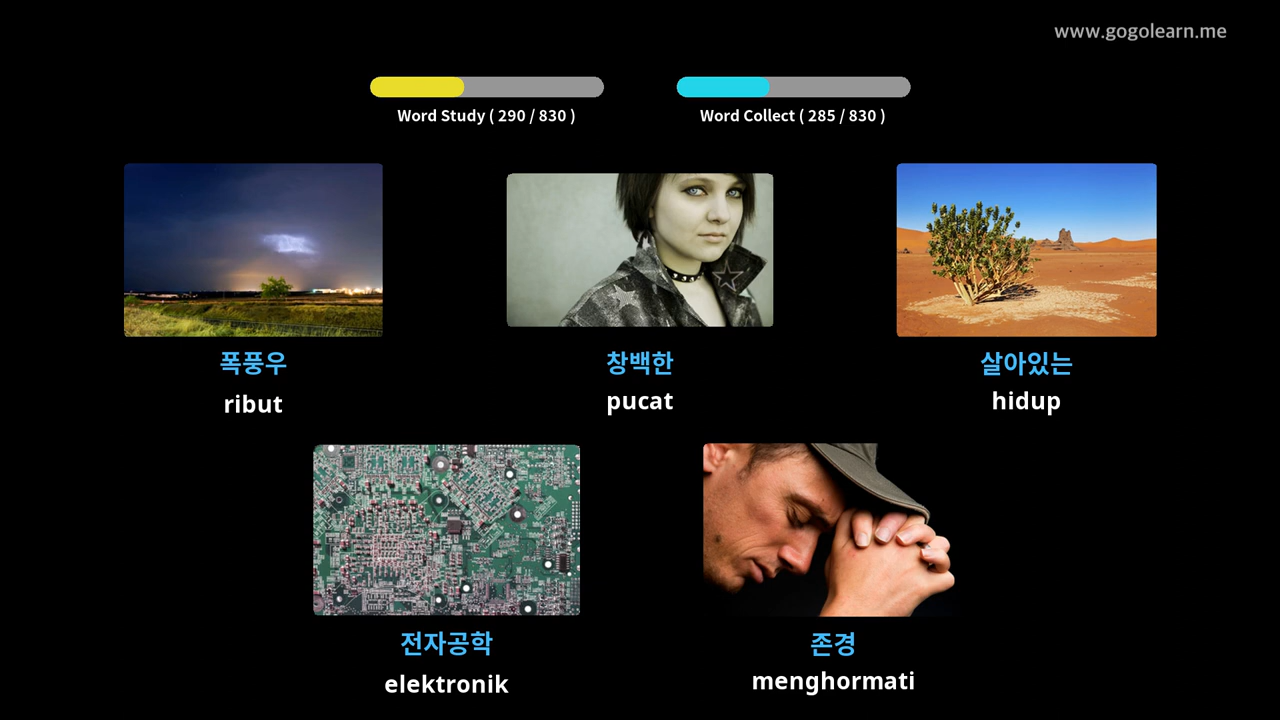 www.gogolearn.me
Word Study ( 290 / 830 )
Word Collect ( 285 / 830 )
폭풍우
ribut
창백한
pucat
살아있는
hidup
전자공학
elektronik
존경
menghormati